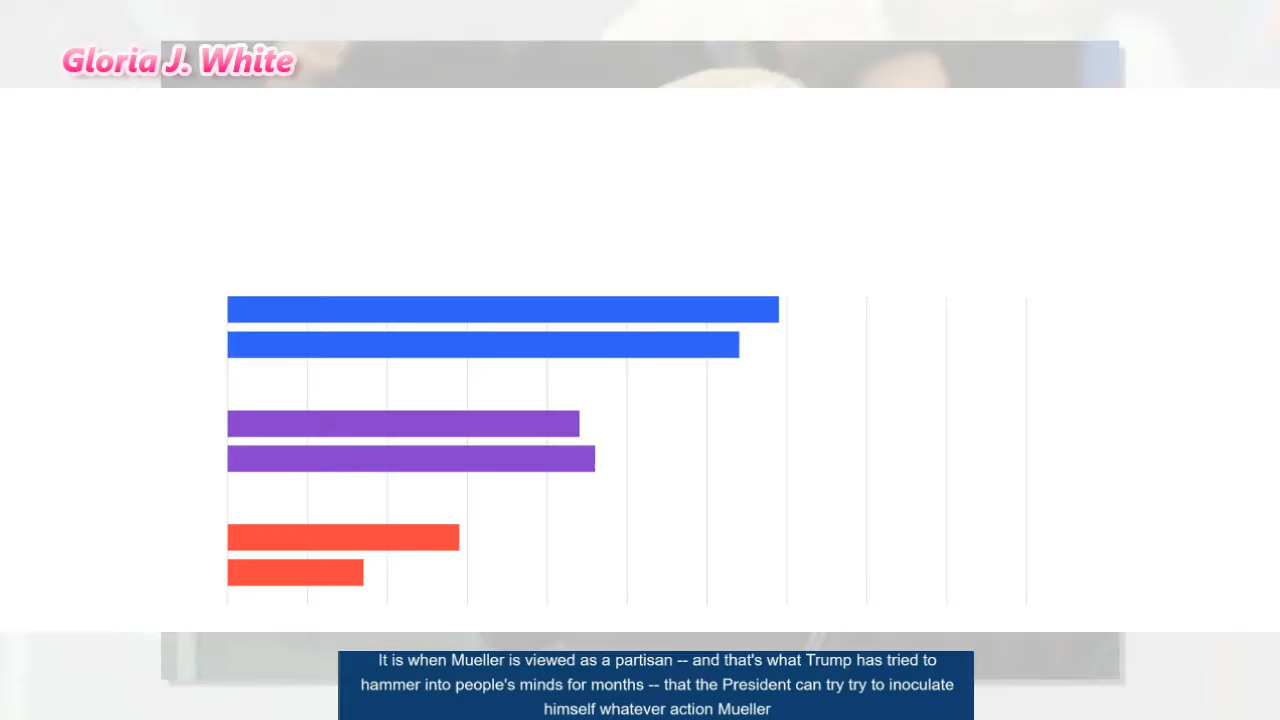 Gloria J. White
It is when Mueller is viewed as a partisan -- and that's what Trump has tried to
hammer into people's minds for months -- that the President can try try to inoculate
himself whatever action Mueller